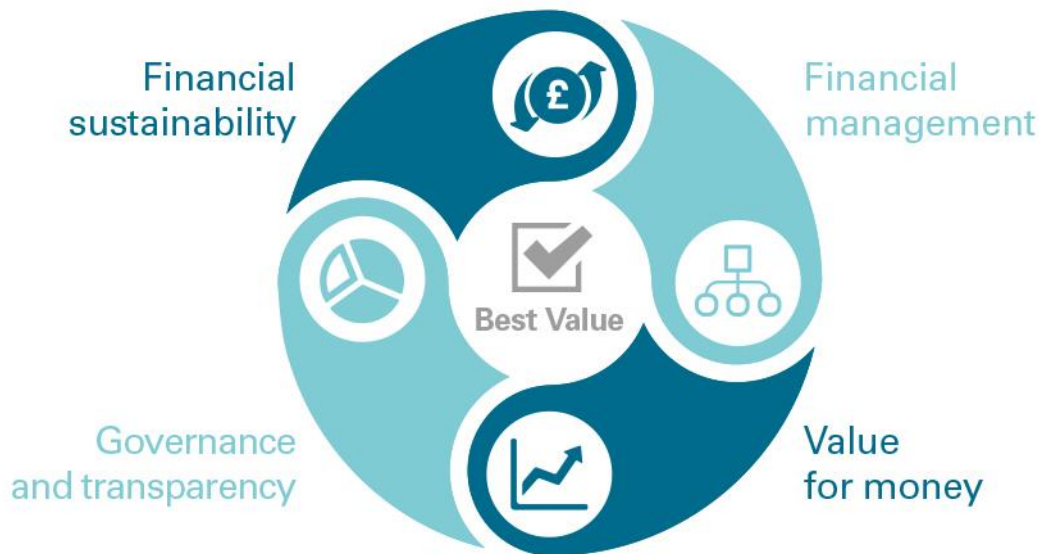 Financial
sustainability
Financial
management
£
Best Value
Governance
and transparency
Value
for money